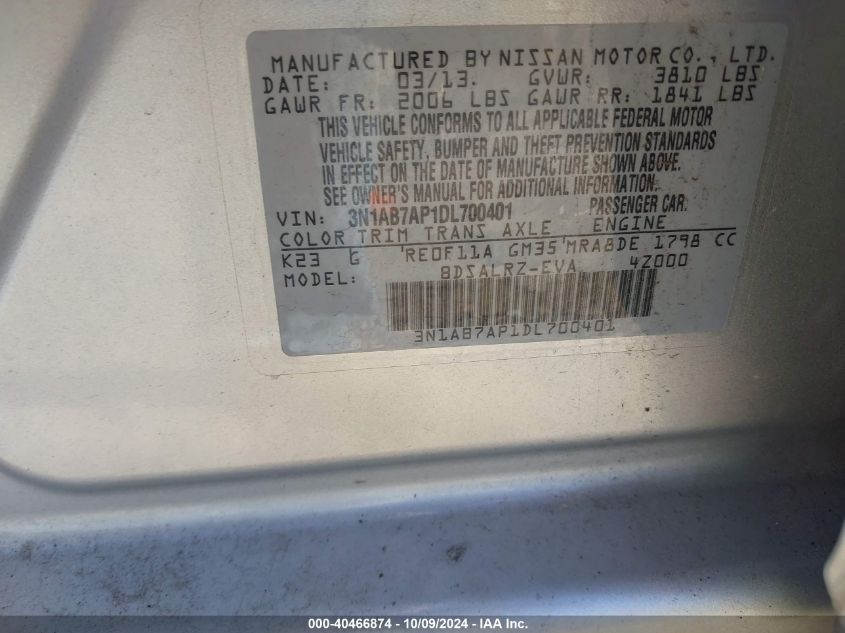 MANUFACTURED BY NISSAN MOTOR CO., LTD.
DATE: 03/13. GVWR: 3810 LBS
GAWR FR: 2006 LBS GAWR RR: 1841 LBS
THIS VEHICLE CONFORMS TO ALL APPLICABLE FEDERAL MOTOR
VEHICLE SAFETY, BUMPER AND THEFT PREVENTION STANDARDS
IN EFFECT ON THE DATE OF MANUFACTURE SHOWN ABOVE.
SEE OWNER'S MANUAL FOR ADDITIONAL INFORMATION.
VIN: 3N1AB7AP1DL700401 PASSENGER CAR.
COLOR TRIM TRANS AXLE ENGINE
K23 G RE0F11A GM35 MRA8DE 1798 CC
MODEL: BDSALRZ-EVA 42000
3N1AB7AP1DL700401
000-40466874 - 10/09/2024 - IAA Inc.